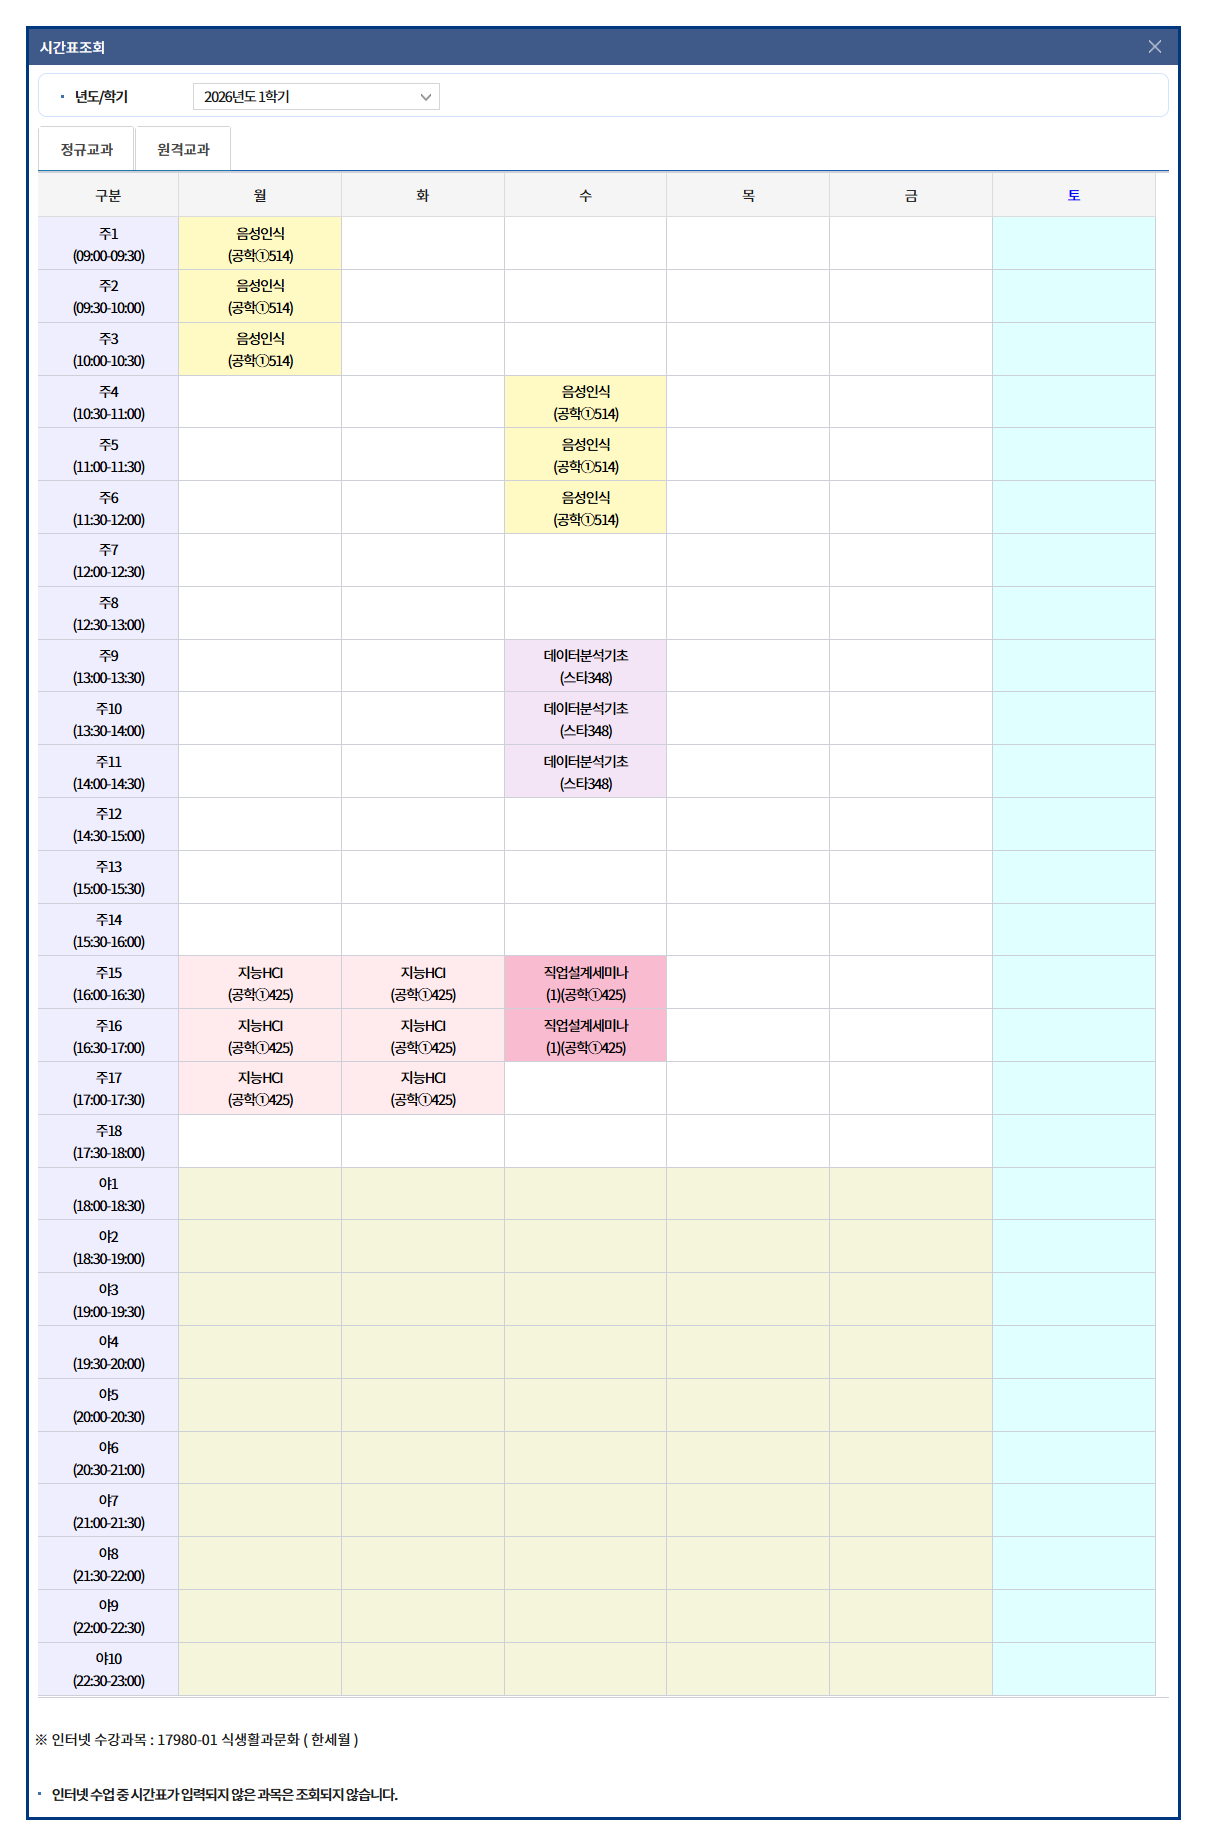 시간표조회
년도/학기 2026년도 1학기
정규교과 원격교과
구분 월 화 수 목 금 토
주1 음성인식
(09:00-09:30) (공학①514)
주2 음성인식
(09:30-10:00) (공학①514)
주3 음성인식
(10:00-10:30) (공학①514)
주4 음성인식
(10:30-11:00) (공학①514)
주5 음성인식
(11:00-11:30) (공학①514)
주6 음성인식
(11:30-12:00) (공학①514)
주7
(12:00-12:30)
주8
(12:30-13:00)
주9 데이터분석기초
(13:00-13:30) (스타348)
주10 데이터분석기초
(13:30-14:00) (스타348)
주11 데이터분석기초
(14:00-14:30) (스타348)
주12
(14:30-15:00)
주13
(15:00-15:30)
주14
(15:30-16:00)
주15 지능HCI 지능HCI 직업설계세미나
(16:00-16:30) (공학①425) (공학①425) (1)(공학①425)
주16 지능HCI 지능HCI 직업설계세미나
(16:30-17:00) (공학①425) (공학①425) (1)(공학①425)
주17 지능HCI 지능HCI
(17:00-17:30) (공학①425) (공학①425)
주18
(17:30-18:00)
야1
(18:00-18:30)
야2
(18:30-19:00)
야3
(19:00-19:30)
야4
(19:30-20:00)
야5
(20:00-20:30)
야6
(20:30-21:00)
야7
(21:00-21:30)
야8
(21:30-22:00)
야9
(22:00-22:30)
야10
(22:30-23:00)
※ 인터넷 수강과목 : 17980-01 식생활과문화 ( 한세월 )
인터넷 수업 중 시간표가 입력되지 않은 과목은 조회되지 않습니다.